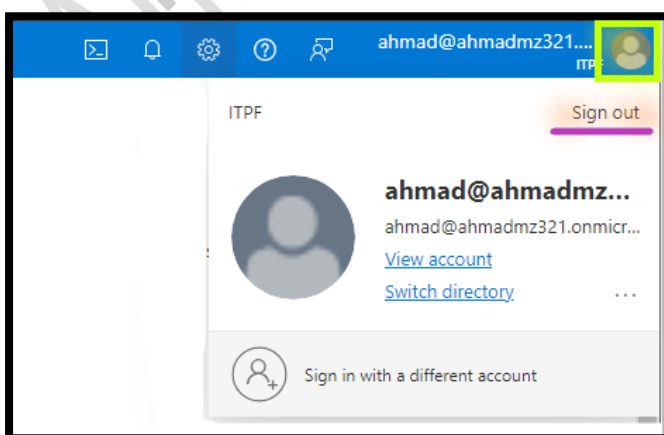 ahmad@ahmadmz321....
ITPF
ITPF
Sign out
ahmad@ahmadmz...
ahmad@ahmadmz321.onmicr...
View account
Switch directory
...
Sign in with a different account